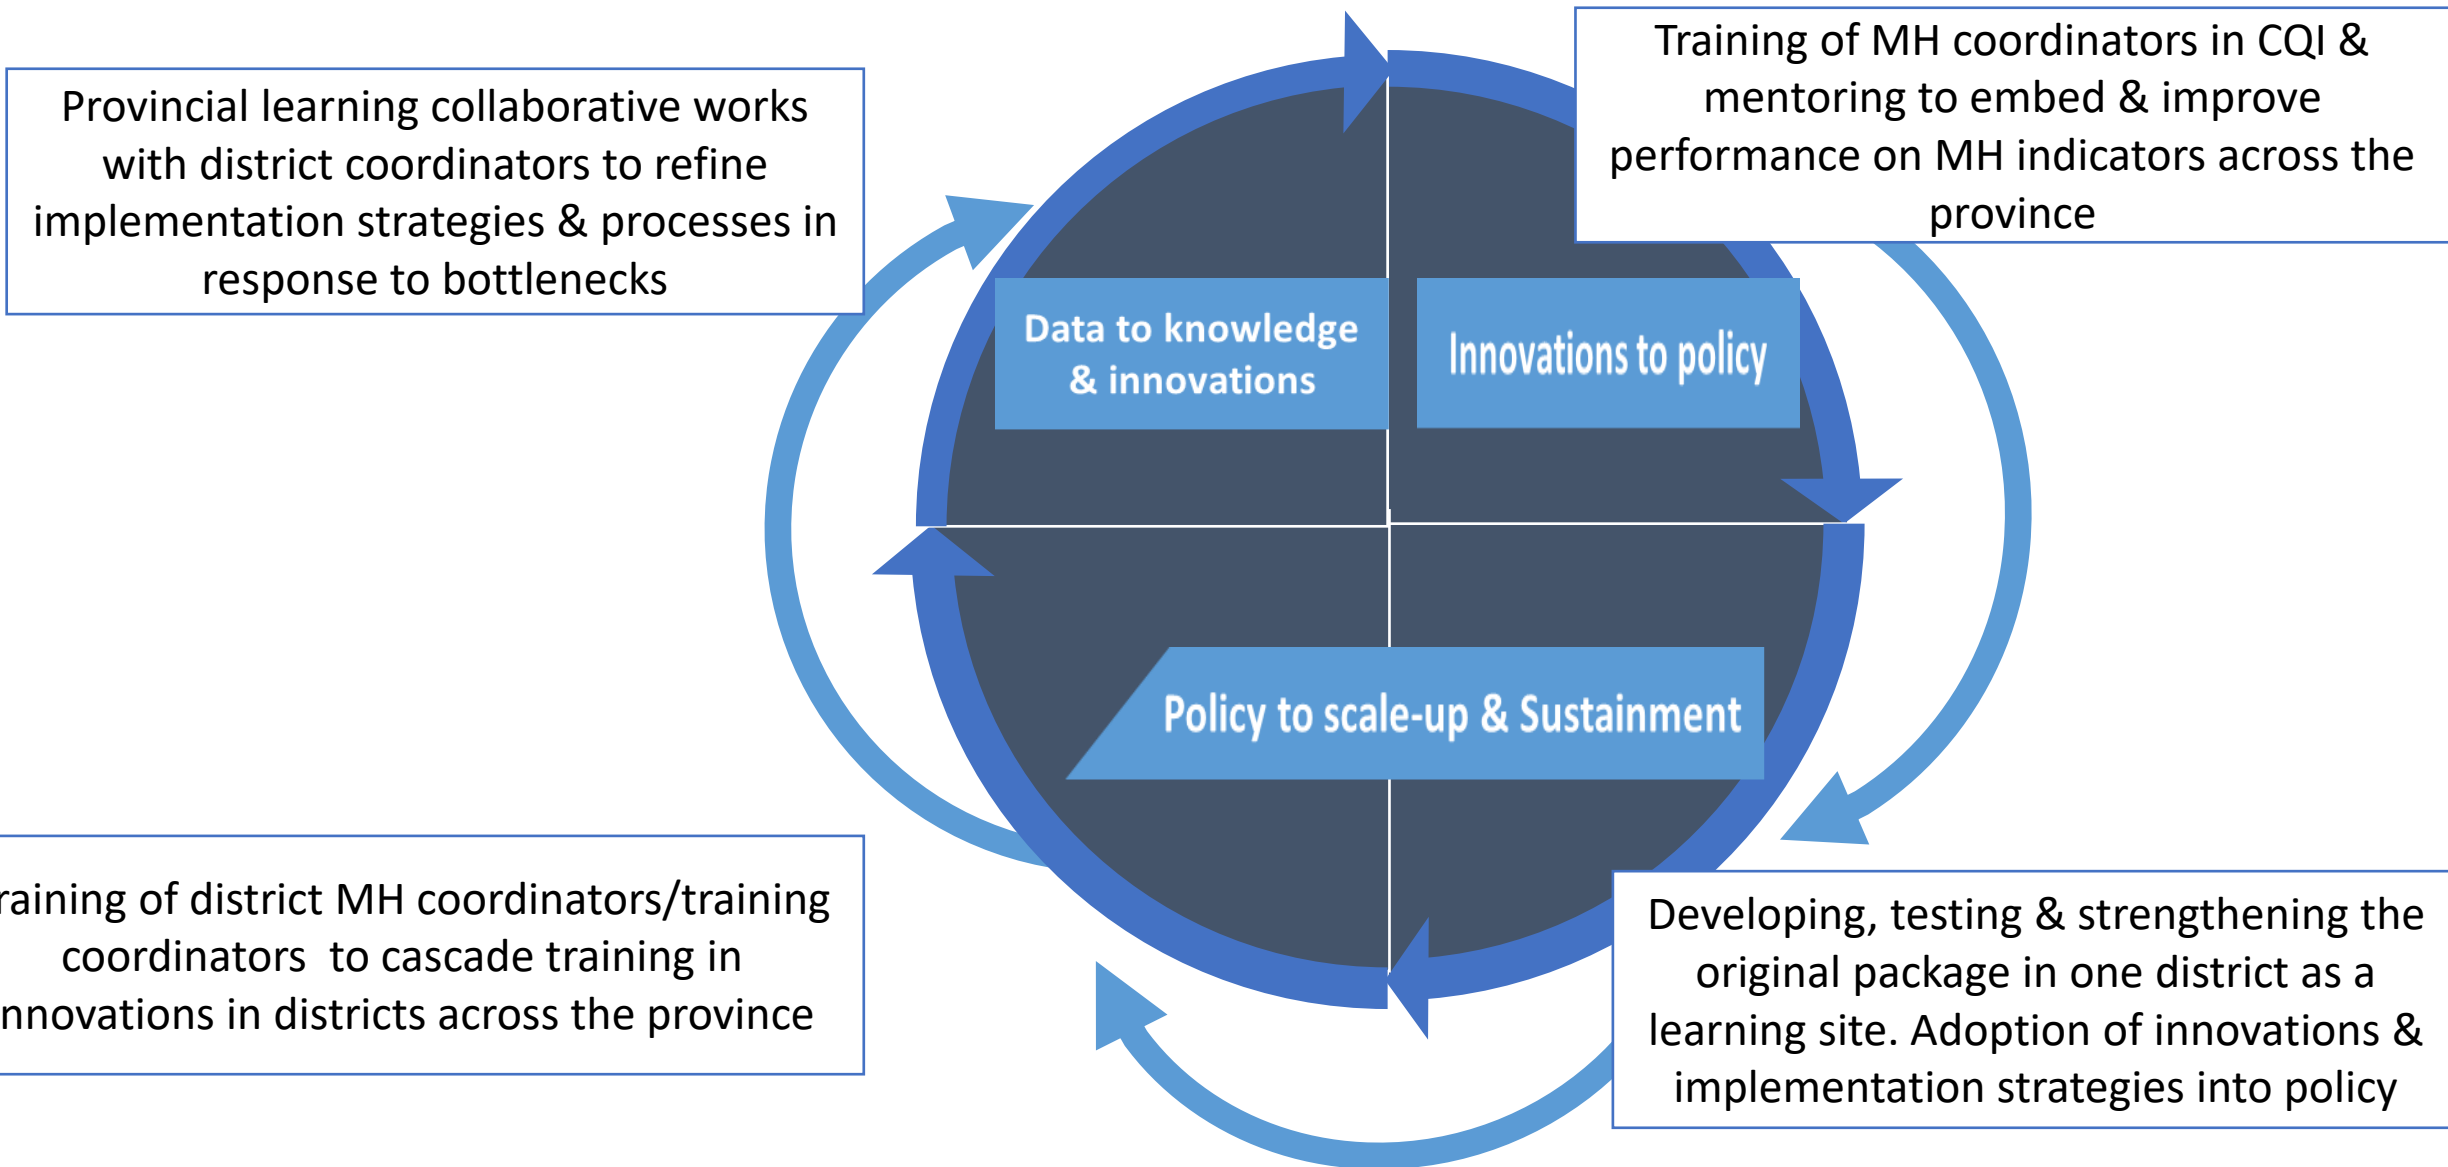 Provincial learning collaborative works
with district coordinators to refine
implementation strategies & processes in
response to bottlenecks
Training of MH coordinators in CQI &
mentoring to embed & improve
performance on MH indicators across the
province
Data to knowledge
& innovations
Innovations to policy
Policy to scale-up & Sustainment
raining of district MH coordinators/training
coordinators to cascade training in
nnovations in districts across the province
Developing, testing & strengthening the
original package in one district as a
learning site. Adoption of innovations &
implementation strategies into policy